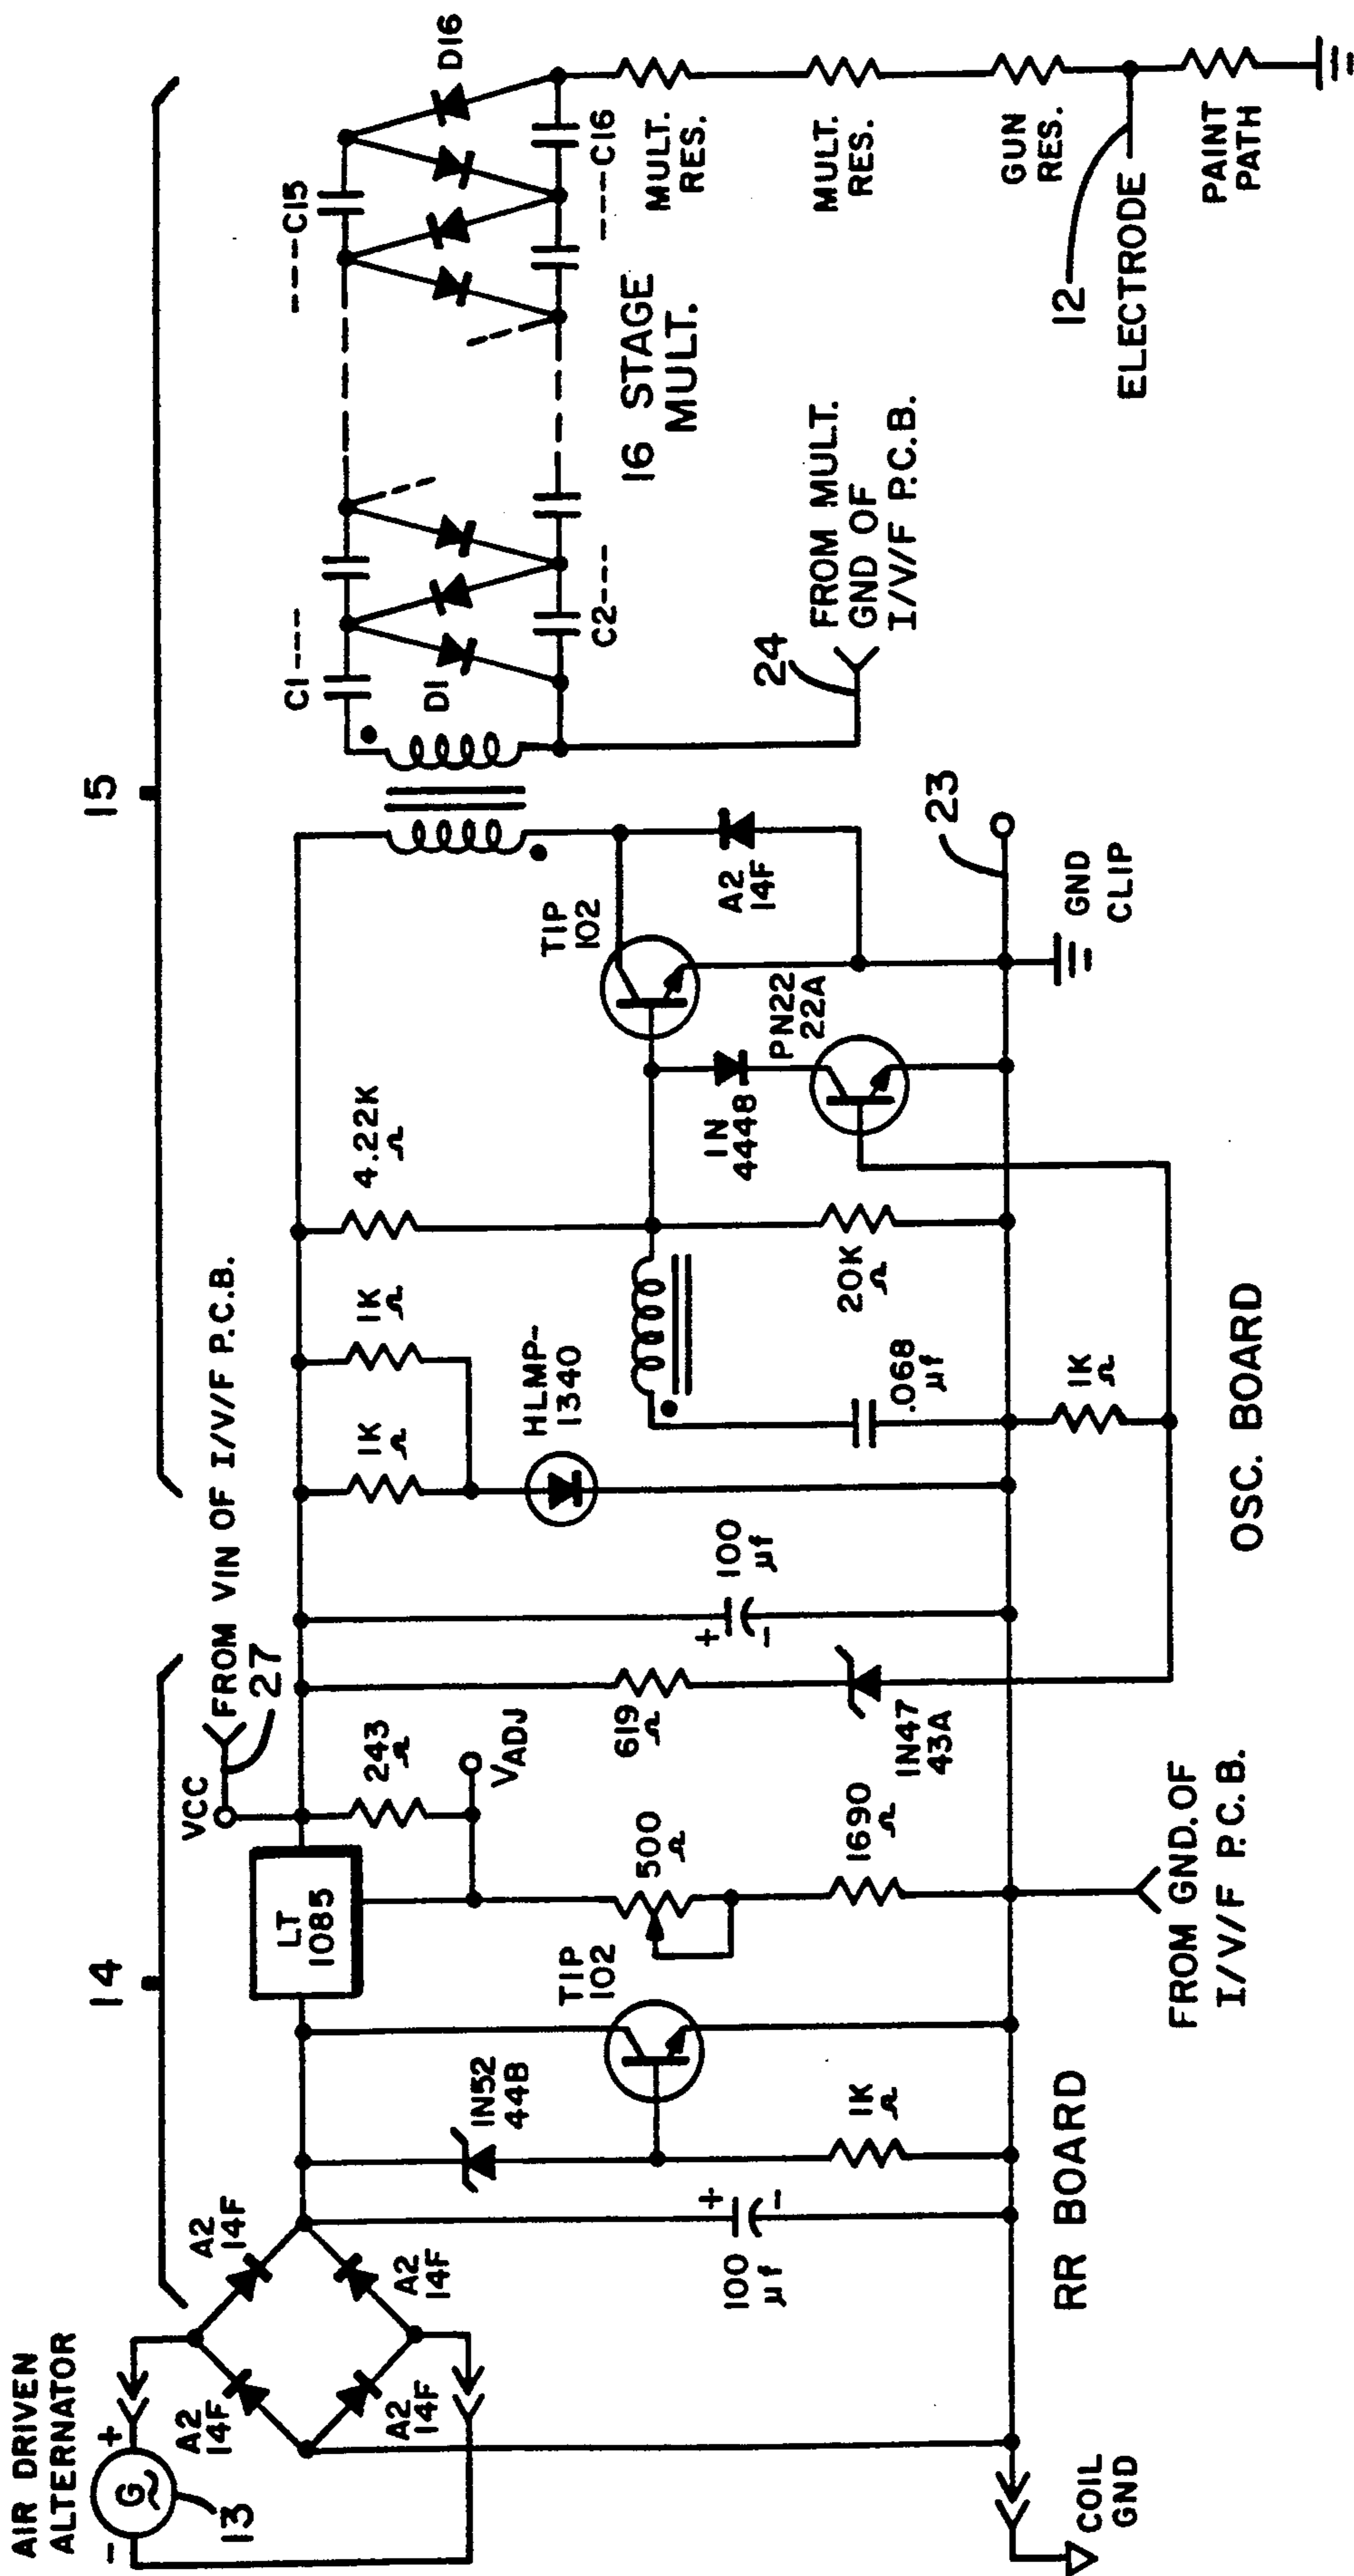 AIR DRIVEN
ALTERNATOR
-
+
G
13
A2
14F
A2
14F
A2
14F
A2
14F
14
100
µf
+
-
1N52
44B
1K
Ω
TIP
102
LT
1085
VCC
FROM VIN OF I/V/F P.C.B.
27
243
Ω
VADJ
500
Ω
1690
Ω
619
Ω
1N47
43A
COIL
GND
RR BOARD
FROM GND. OF
I/V/F P.C.B.
15
100
µf
+
-
1K
Ω
1K
Ω
HLMP-
1340
4.22K
Ω
.068
µf
20K
Ω
1K
Ω
1N
4448
PN22
22A
TIP
102
A2
14F
23
GND
CLIP
OSC. BOARD
C1---
D1
C2---
---C15
D16
---C16
16 STAGE
MULT.
24
FROM MULT.
GND OF
I/V/F P.C.B.
MULT.
RES.
MULT.
RES.
GUN
RES.
12
ELECTRODE
PAINT
PATH